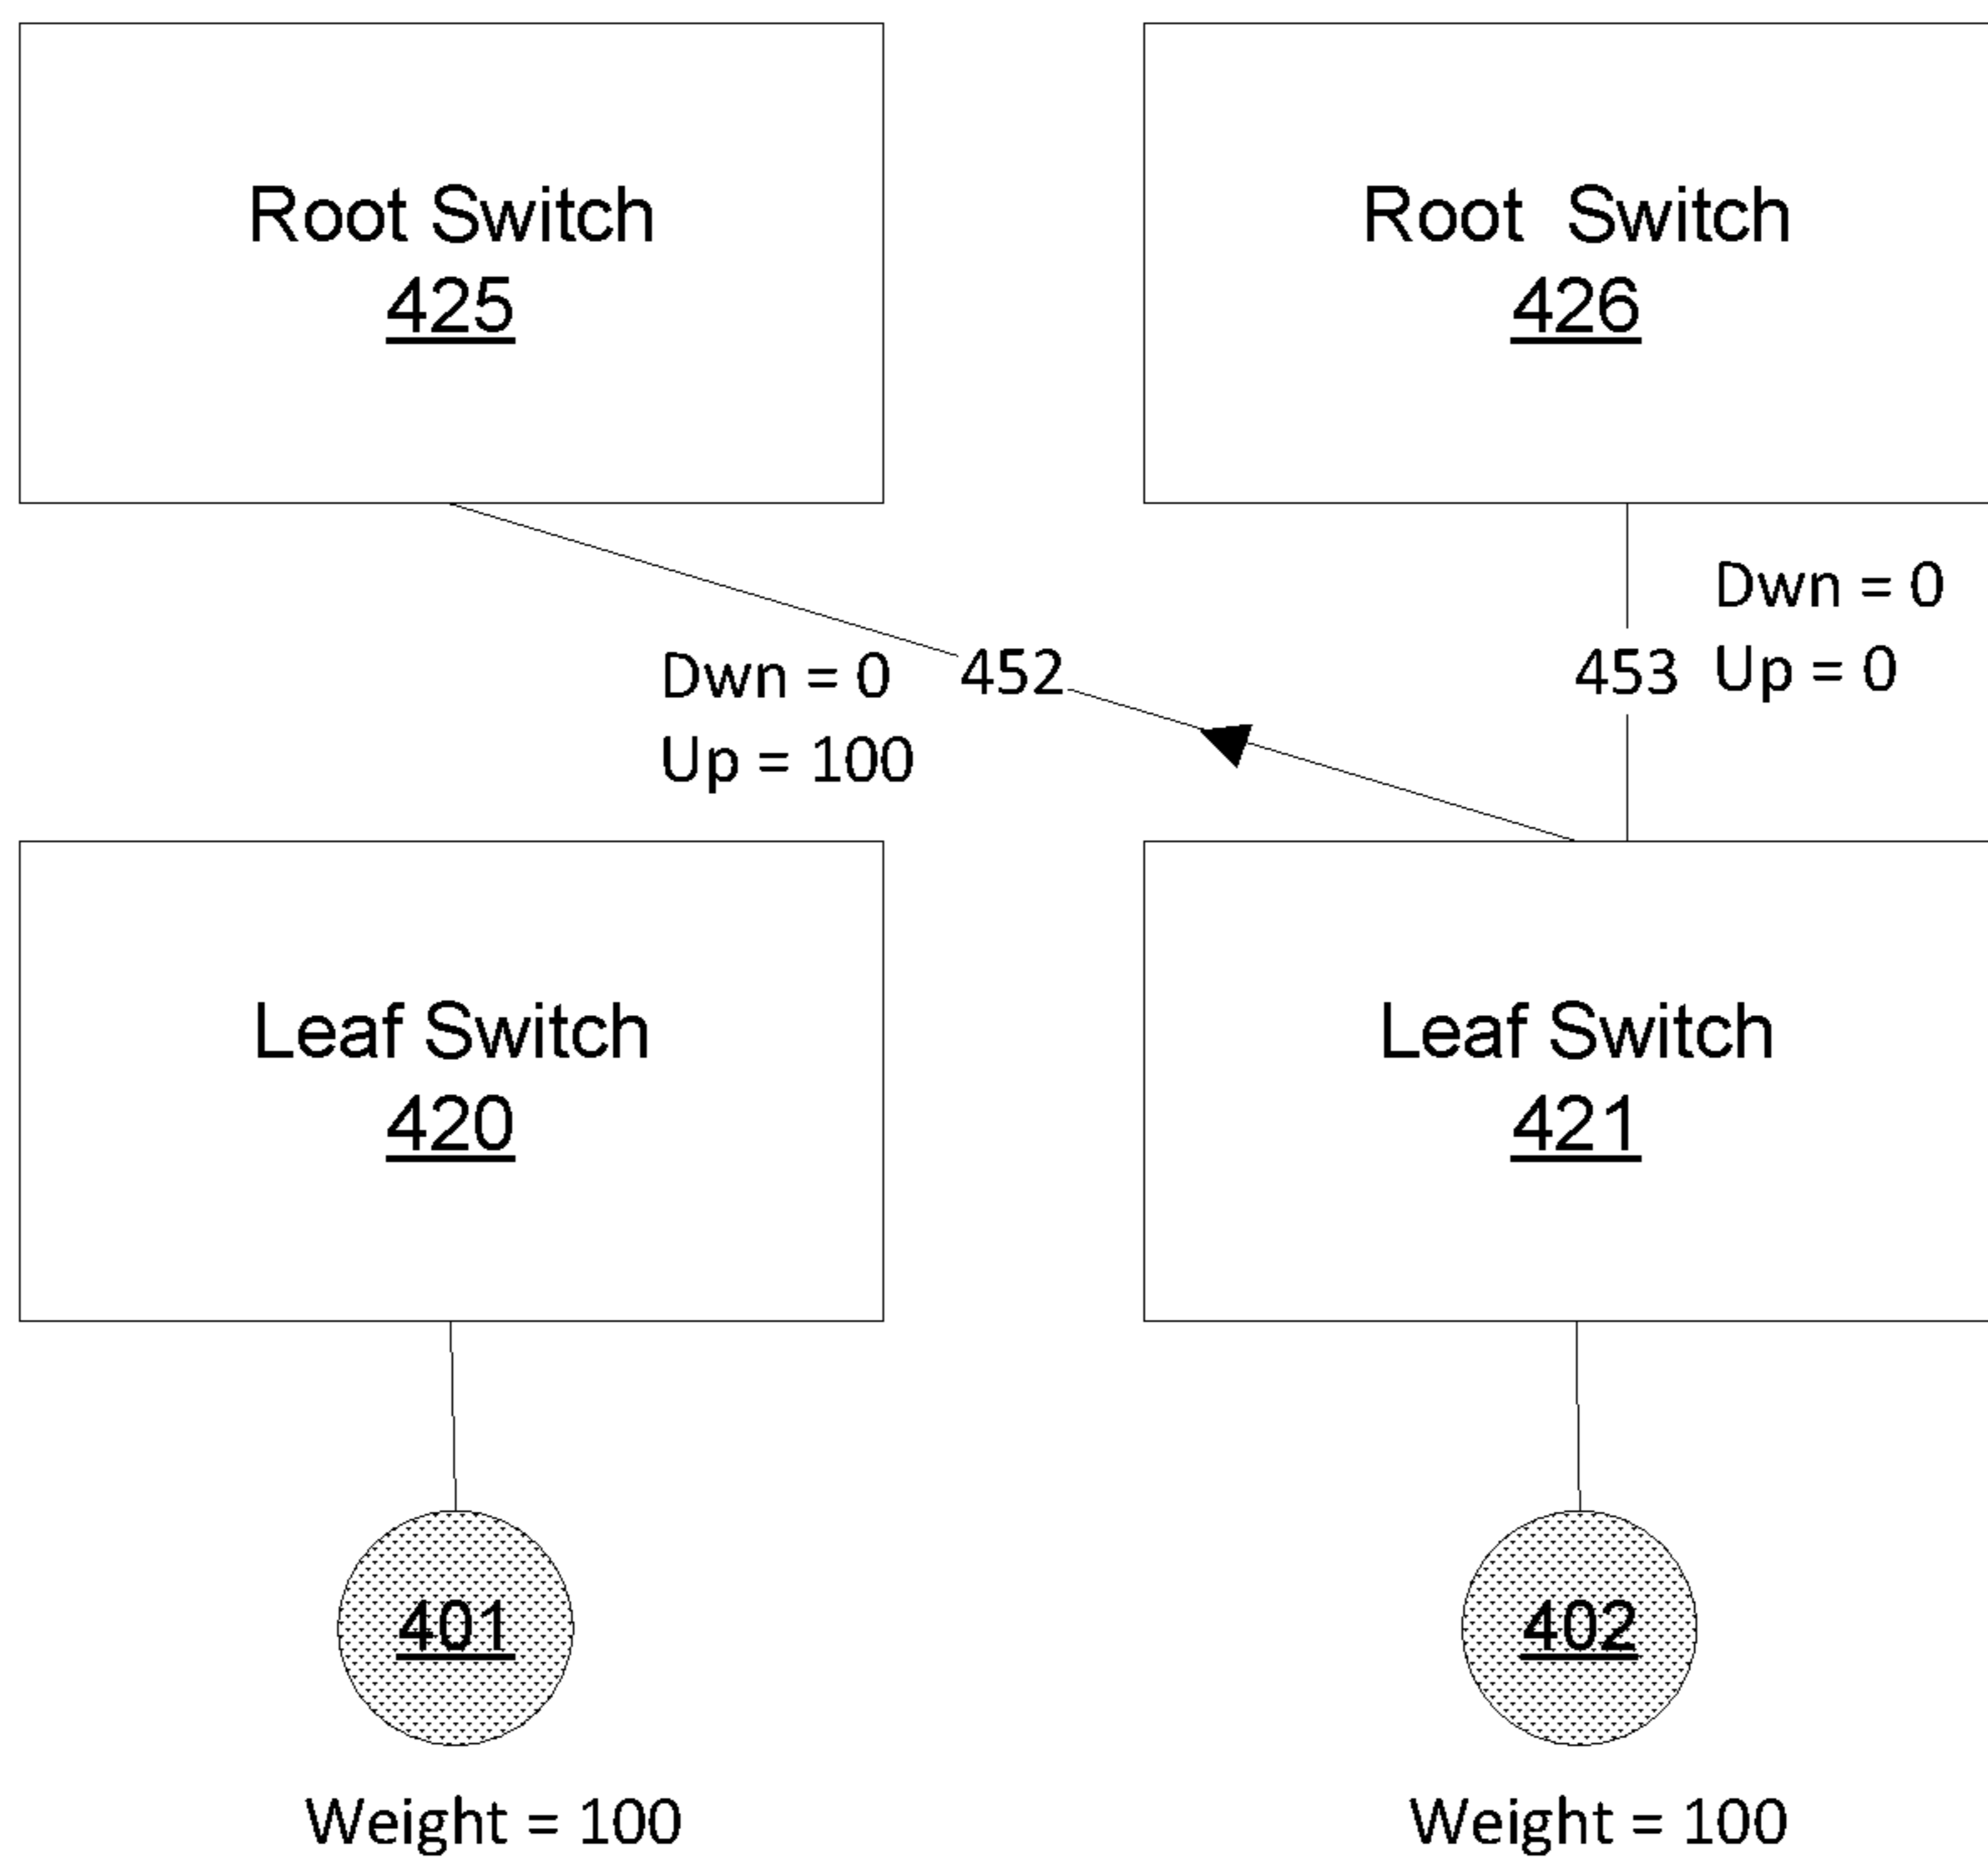 Root Switch
425
Root Switch
426
Dwn = 0
Up = 100
452
453
Dwn = 0
Up = 0
Leaf Switch
420
Leaf Switch
421
401
402
Weight = 100
Weight = 100